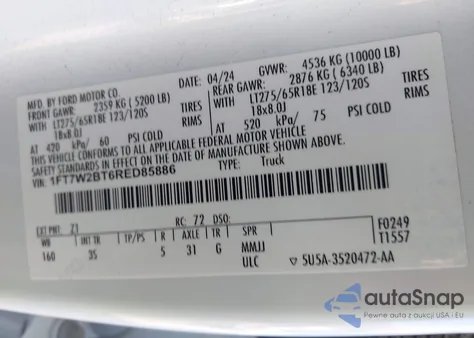 MFD. BY FORD MOTOR CO.
DATE: 04/24 GVWR: 4536 KG (10000 LB)
FRONT GAWR: 2359 KG (5200 LB) REAR GAWR: 2876 KG (6340 LB)
WITH LT275/65R18E 123/120S TIRES WITH LT275/65R18E 123/120S TIRES
18x8.0J RIMS 18x8.0J RIMS
AT 420 kPa/ 60 PSI COLD AT 520 kPa/ 75 PSI COLD
THIS VEHICLE CONFORMS TO ALL APPLICABLE FEDERAL MOTOR VEHICLE
SAFETY STANDARDS IN EFFECT ON THE DATE OF MANUFACTURE SHOWN ABOVE.
VIN: 1FT7W2BT6RED85886
TYPE: Truck
EXT PNT: Z1 RC: 72 DSO: F0249
WB INT TR TP/PS R AXLE TR SPR T15S7
160 3S 5 31 G MMJJ
ULC SU5A-3520472-AA
autoSnap
Pewne auto z USA i EU